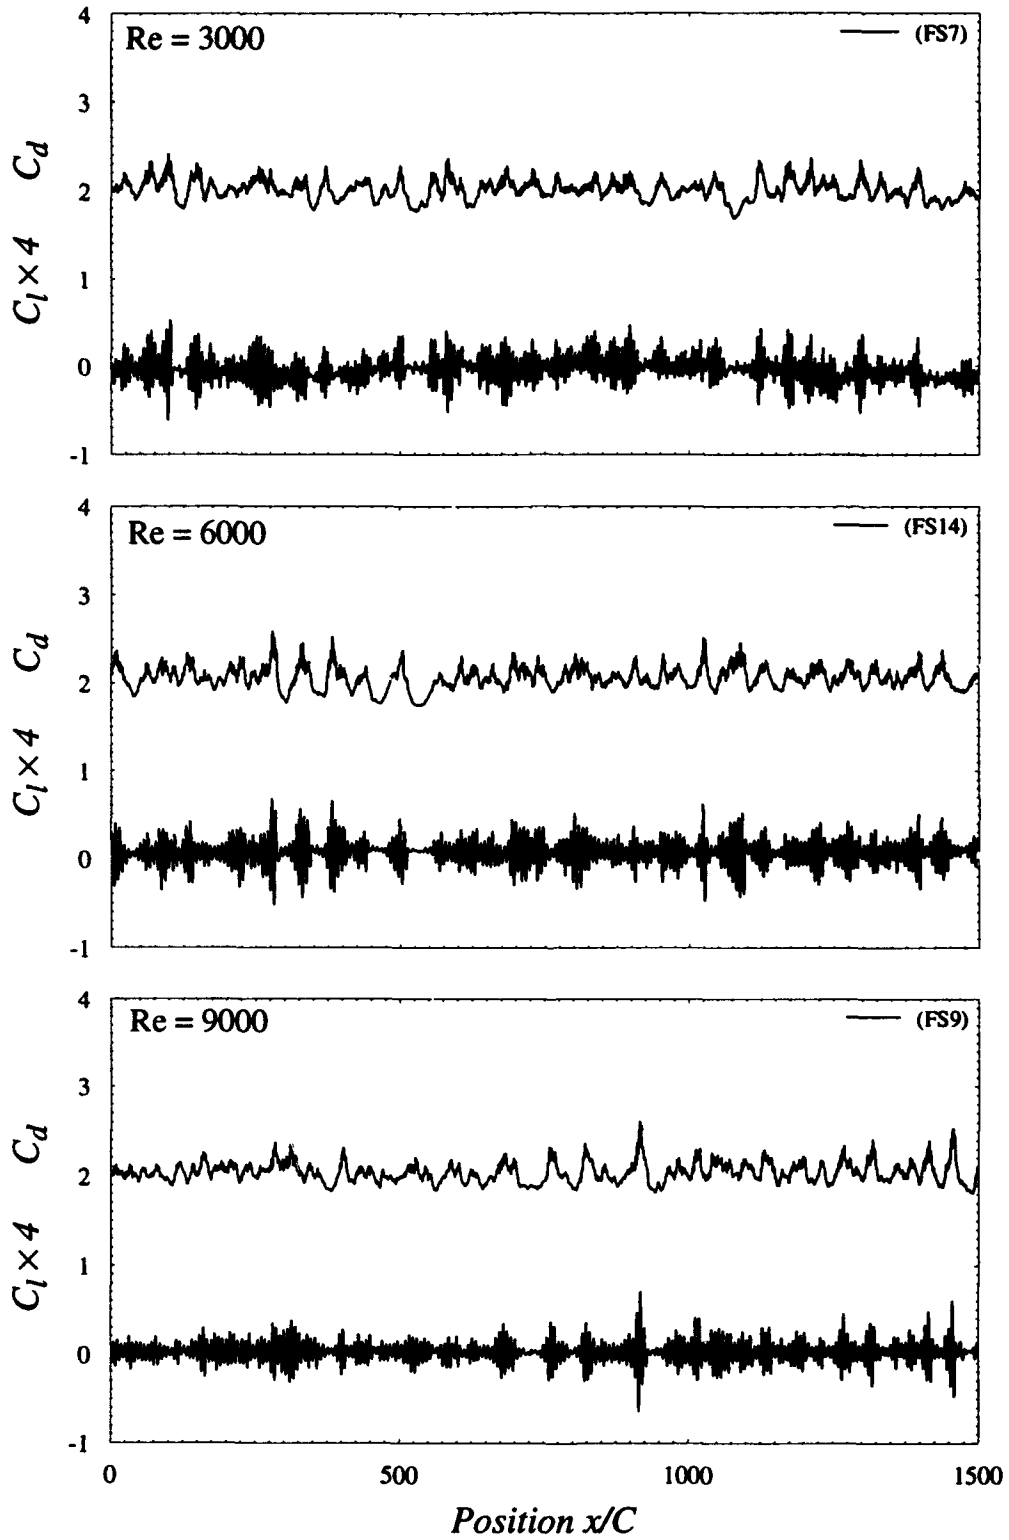 Re = 3000
(FS7)
4
3
2
1
0
-1
C_l × 4 C_d
Re = 6000
(FS14)
4
3
2
1
0
-1
C_l × 4 C_d
Re = 9000
(FS9)
4
3
2
1
0
-1
C_l × 4 C_d
0 500 1000 1500
Position x/C